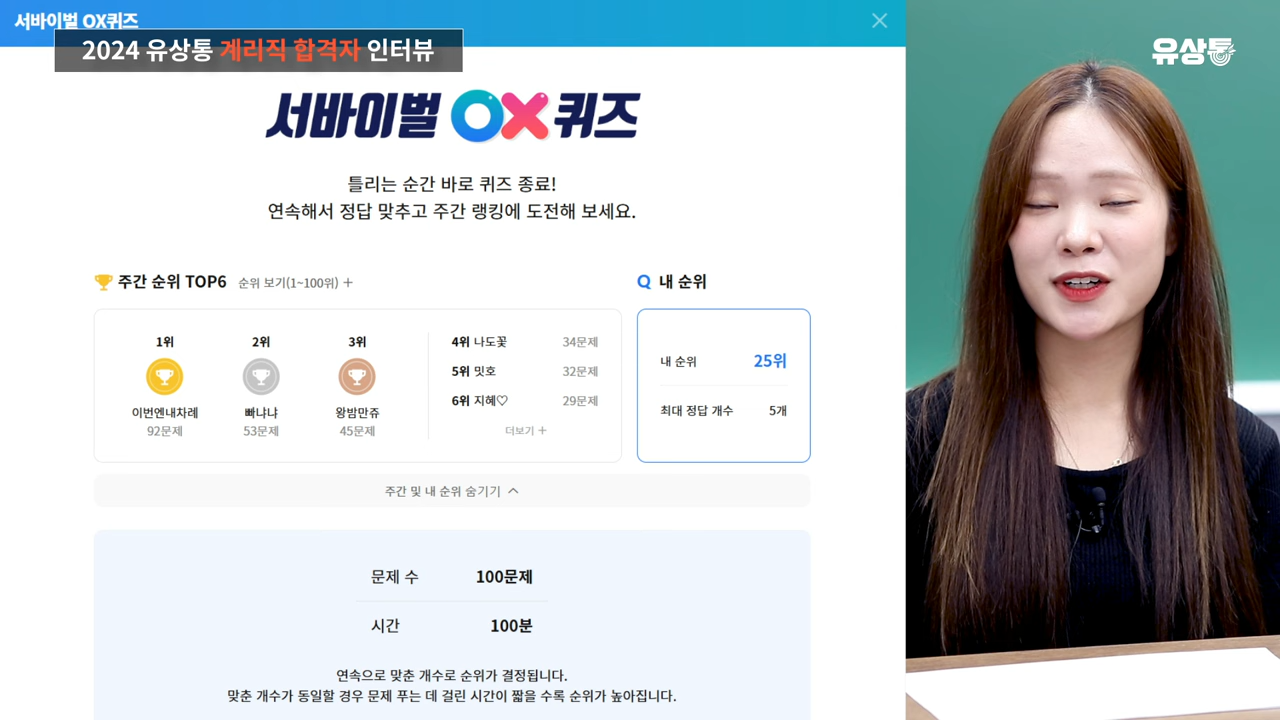 서바이벌 OX퀴즈
2024 유상통 계리직 합격자 인터뷰
유상통
서바이벌 OX퀴즈
틀리는 순간 바로 퀴즈 종료!
연속해서 정답 맞추고 주간 랭킹에 도전해 보세요.
주간 순위 TOP6 순위 보기(1~100위) +
1위 2위 3위
이번엔내차례 빠냐냐 왕밤만쥬
92문제 53문제 45문제
4위 나도꽃 34문제
5위 밋호 32문제
6위 지혜♡ 29문제
더보기 +
Q 내 순위
내 순위 25위
최대 정답 개수 5개
주간 및 내 순위 숨기기
문제 수 100문제
시간 100분
연속으로 맞춘 개수로 순위가 결정됩니다.
맞춘 개수가 동일할 경우 문제 푸는 데 걸린 시간이 짧을 수록 순위가 높아집니다.